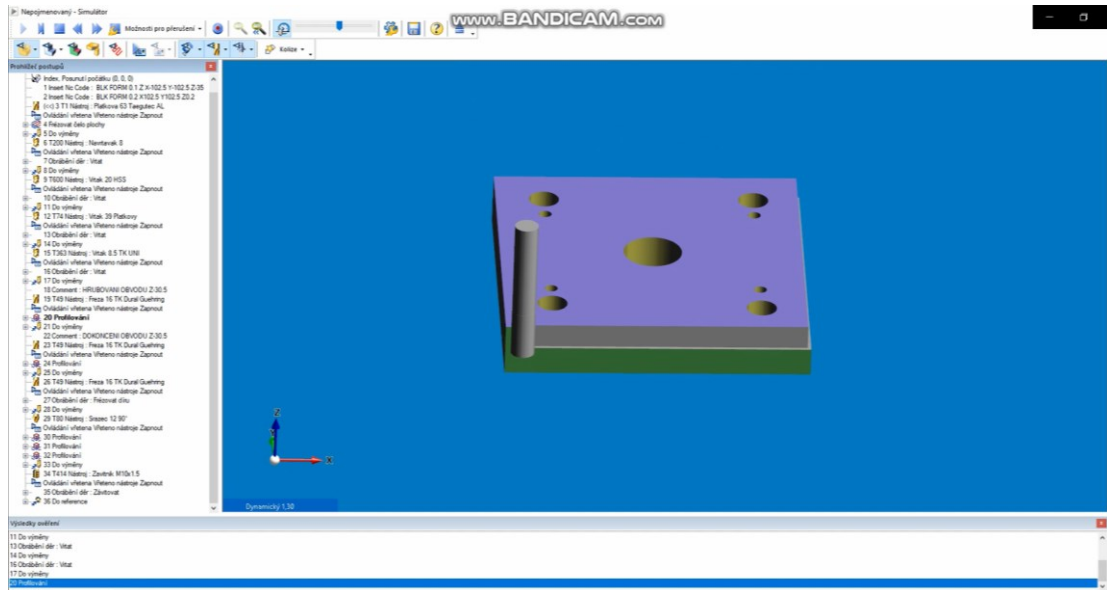 Nepojmenovaný - Simulátor
www.BANDICAM.com
Možnosti pro přerušení
Kolize
Prohlížeč postupů
Index, Posunutí počátku (0, 0, 0)
1 Insert Nc Code : BLK FORM 0.1 Z X-102.5 Y-102.5 Z-35
2 Insert Nc Code : BLK FORM 0.2 X102.5 Y102.5 Z0.2
3 T1 Nástroj : Platkova 63 Taegutec AL
Ovládání vřetena Vřeteno nástroje Zapnout
4 Frézovat čelo plochy
5 Do výměny
6 T200 Nástroj : Navrtavak 8
Ovládání vřetena Vřeteno nástroje Zapnout
7 Obrábění děr : Vrtat
8 Do výměny
9 T600 Nástroj : Vrtak 20 HSS
Ovládání vřetena Vřeteno nástroje Zapnout
10 Obrábění děr : Vrtat
11 Do výměny
12 T74 Nástroj : Vrtak 39 Platkovy
Ovládání vřetena Vřeteno nástroje Zapnout
13 Obrábění děr : Vrtat
14 Do výměny
15 T363 Nástroj : Vrtak 8.5 TK UNI
Ovládání vřetena Vřeteno nástroje Zapnout
16 Obrábění děr : Vrtat
17 Do výměny
18 Comment : HRUBOVANI OBVODU Z-30.5
19 T49 Nástroj : Freza 16 TK Dural Guehring
Ovládání vřetena Vřeteno nástroje Zapnout
20 Profilování
21 Do výměny
22 Comment : DOKONCENI OBVODU Z-30.5
23 T49 Nástroj : Freza 16 TK Dural Guehring
Ovládání vřetena Vřeteno nástroje Zapnout
24 Profilování
25 Do výměny
26 T49 Nástroj : Freza 16 TK Dural Guehring
Ovládání vřetena Vřeteno nástroje Zapnout
27 Obrábění děr : Frézovat díru
28 Do výměny
29 T80 Nástroj : Srazec 12 90°
Ovládání vřetena Vřeteno nástroje Zapnout
30 Profilování
31 Profilování
32 Profilování
33 Do výměny
34 T414 Nástroj : Zavitnik M10x1.5
Ovládání vřetena Vřeteno nástroje Zapnout
35 Obrábění děr : Závitovat
36 Do reference
Z
X
Dynamický 1,30
Výsledky ověření
11 Do výměny
13 Obrábění děr : Vrtat
14 Do výměny
16 Obrábění děr : Vrtat
17 Do výměny
20 Profilování